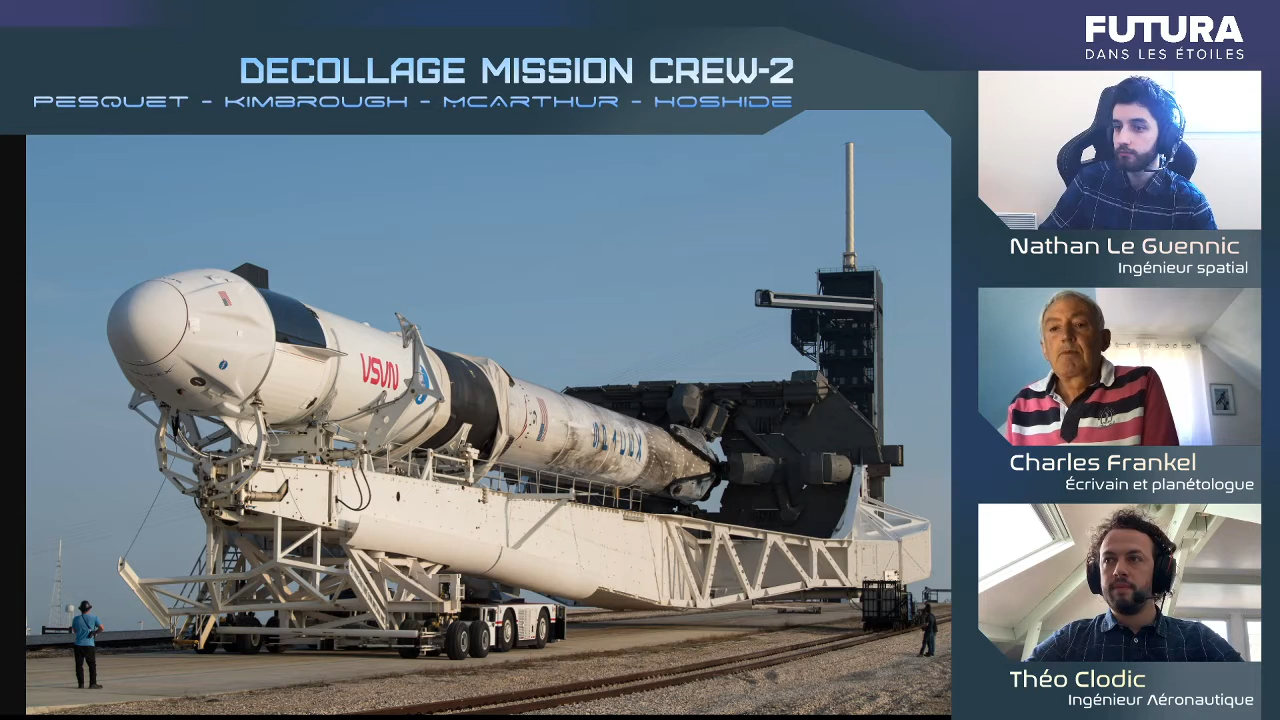 FUTURA
DANS LES ÉTOILES
DECOLLAGE MISSION CREW-2
PESQUET - KIMBROUGH - MCARTHUR - HOSHIDE
Nathan Le Guennic
Ingénieur spatial
Charles Frankel
Écrivain et planétologue
Théo Clodic
Ingénieur Aéronautique
NASA